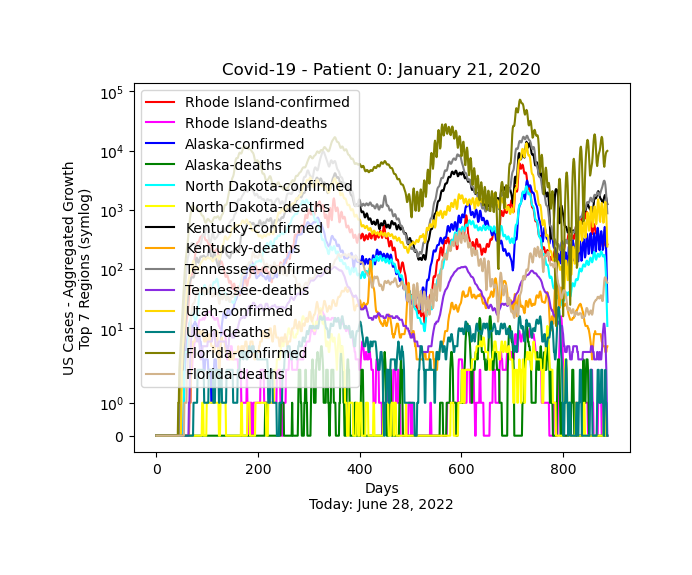 Covid-19 - Patient 0: January 21, 2020
US Cases - Aggregated Growth
Top 7 Regions (symlog)
10^5
10^4
10^3
10^2
10^1
10^0
0
Rhode Island-confirmed
Rhode Island-deaths
Alaska-confirmed
Alaska-deaths
North Dakota-confirmed
North Dakota-deaths
Kentucky-confirmed
Kentucky-deaths
Tennessee-confirmed
Tennessee-deaths
Utah-confirmed
Utah-deaths
Florida-confirmed
Florida-deaths
0 200 400 600 800
Days
Today: June 28, 2022